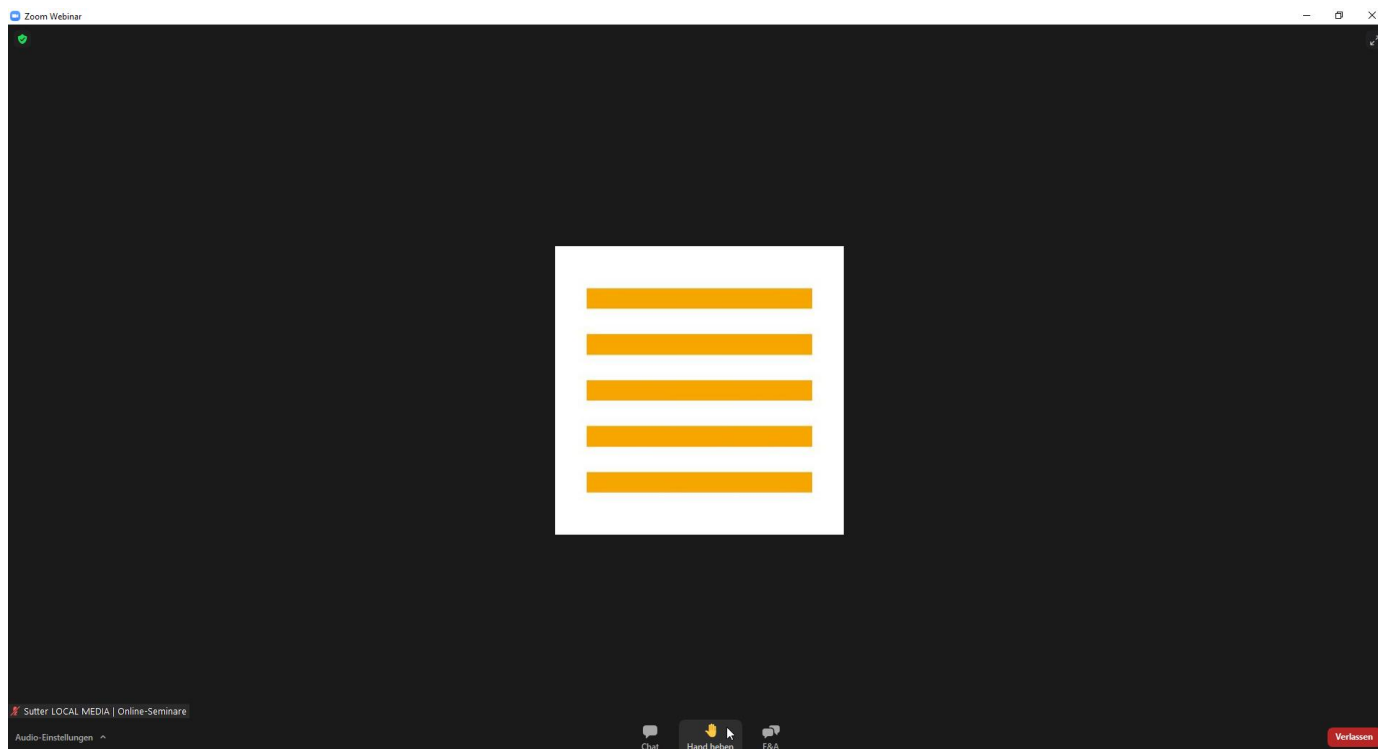 Zoom Webinar
Sutter LOCAL MEDIA | Online-Seminare
Audio-Einstellungen
Chat
Hand heben
F&A
Verlassen